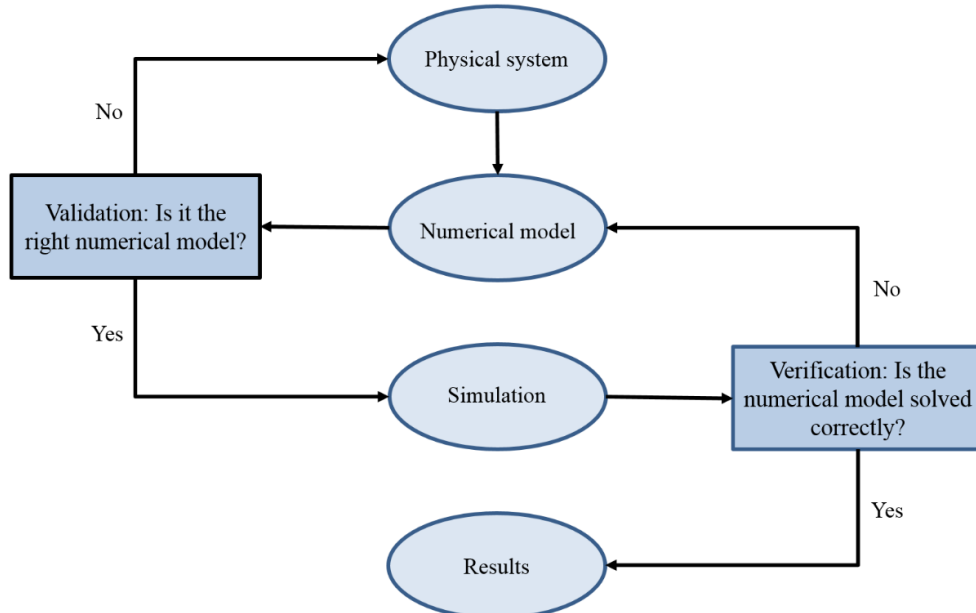 Physical system
No
Validation: Is it the
right numerical model?
Numerical model
No
Yes
Verification: Is the
numerical model solved
correctly?
Simulation
Yes
Results